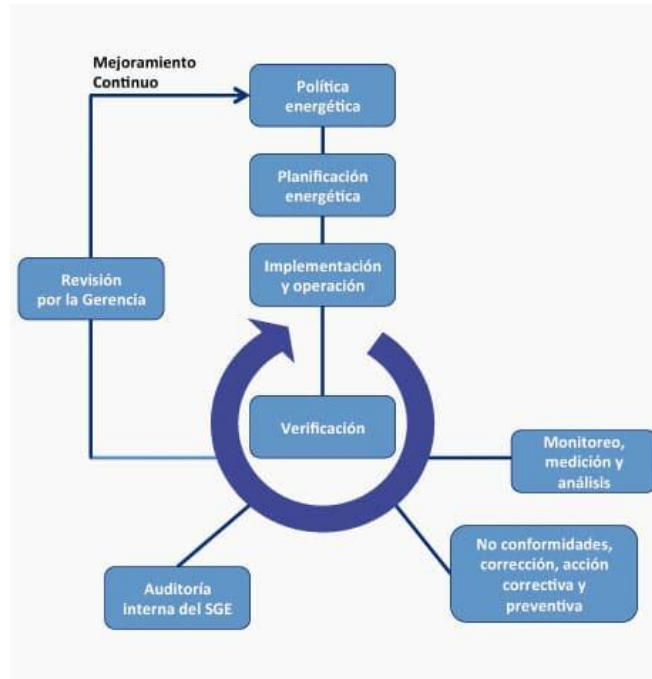 Mejoramiento
Continuo
Política
energética
Planificación
energética
Implementación
y operación
Revisión
por la Gerencia
Verificación
Monitoreo,
medición y
análisis
No conformidades,
corrección, acción
correctiva y
preventiva
Auditoría
interna del SGE